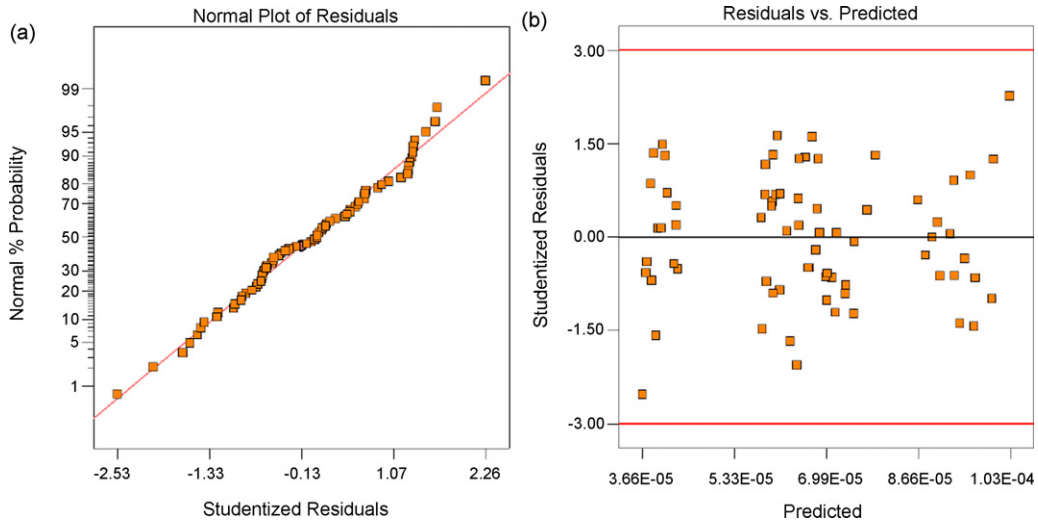 (a)
Normal Plot of Residuals
Normal % Probability
99
95
90
80
70
50
30
20
10
5
1
-2.53
-1.33
-0.13
1.07
2.26
Studentized Residuals
(b)
Residuals vs. Predicted
Studentized Residuals
3.00
1.50
0.00
-1.50
-3.00
3.66E-05
5.33E-05
6.99E-05
8.66E-05
1.03E-04
Predicted